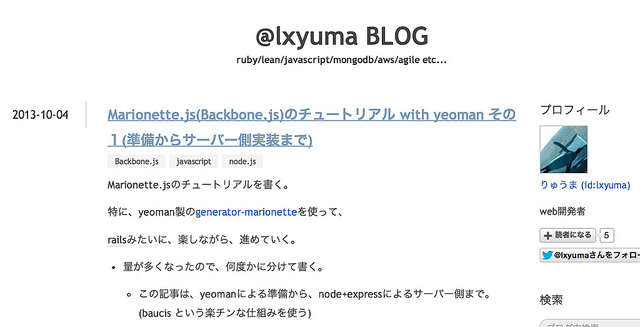 @lxyuma BLOG
ruby/lean/javascript/mongodb/aws/agile etc...
2013-10-04
Marionette.js(Backbone.js)のチュートリアル with yeoman その
１(準備からサーバー側実装まで)
Backbone.js javascript node.js
Marionette.jsのチュートリアルを書く。
特に、yeoman製のgenerator-marionetteを使って、
railsみたいに、楽しながら、進めていく。
量が多くなったので、何度かに分けて書く。
この記事は、yeomanによる準備から、node+expressによるサーバー側まで。
(baucis という楽チンな仕組みを使う)
プロフィール
りゅうま (id:lxyuma)
web開発者
読者になる 5
@lxyumaさんをフォロー
検索